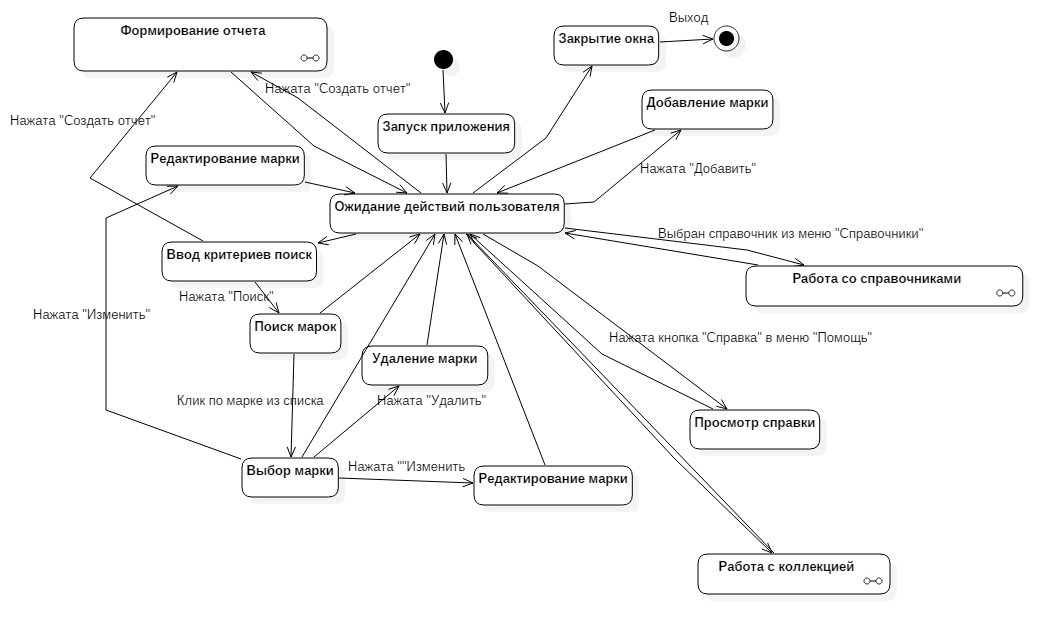 Выход
Формирование отчета
Закрытие окна
Нажата "Создать отчет"
Добавление марки
Нажата "Создать отчет"
Запуск приложения
Редактирование марки
Нажата "Добавить"
Ожидание действий пользователя
Выбран справочник из меню "Справочники"
Ввод критериев поиск
Работа со справочниками
Нажата "Поиск"
Нажата "Изменить"
Поиск марок
Нажата кнопка "Справка" в меню "Помощь"
Удаление марки
Клик по марке из списка
Нажата "Удалить"
Просмотр справки
Выбор марки
Нажата ""Изменить
Редактирование марки
Работа с коллекцией